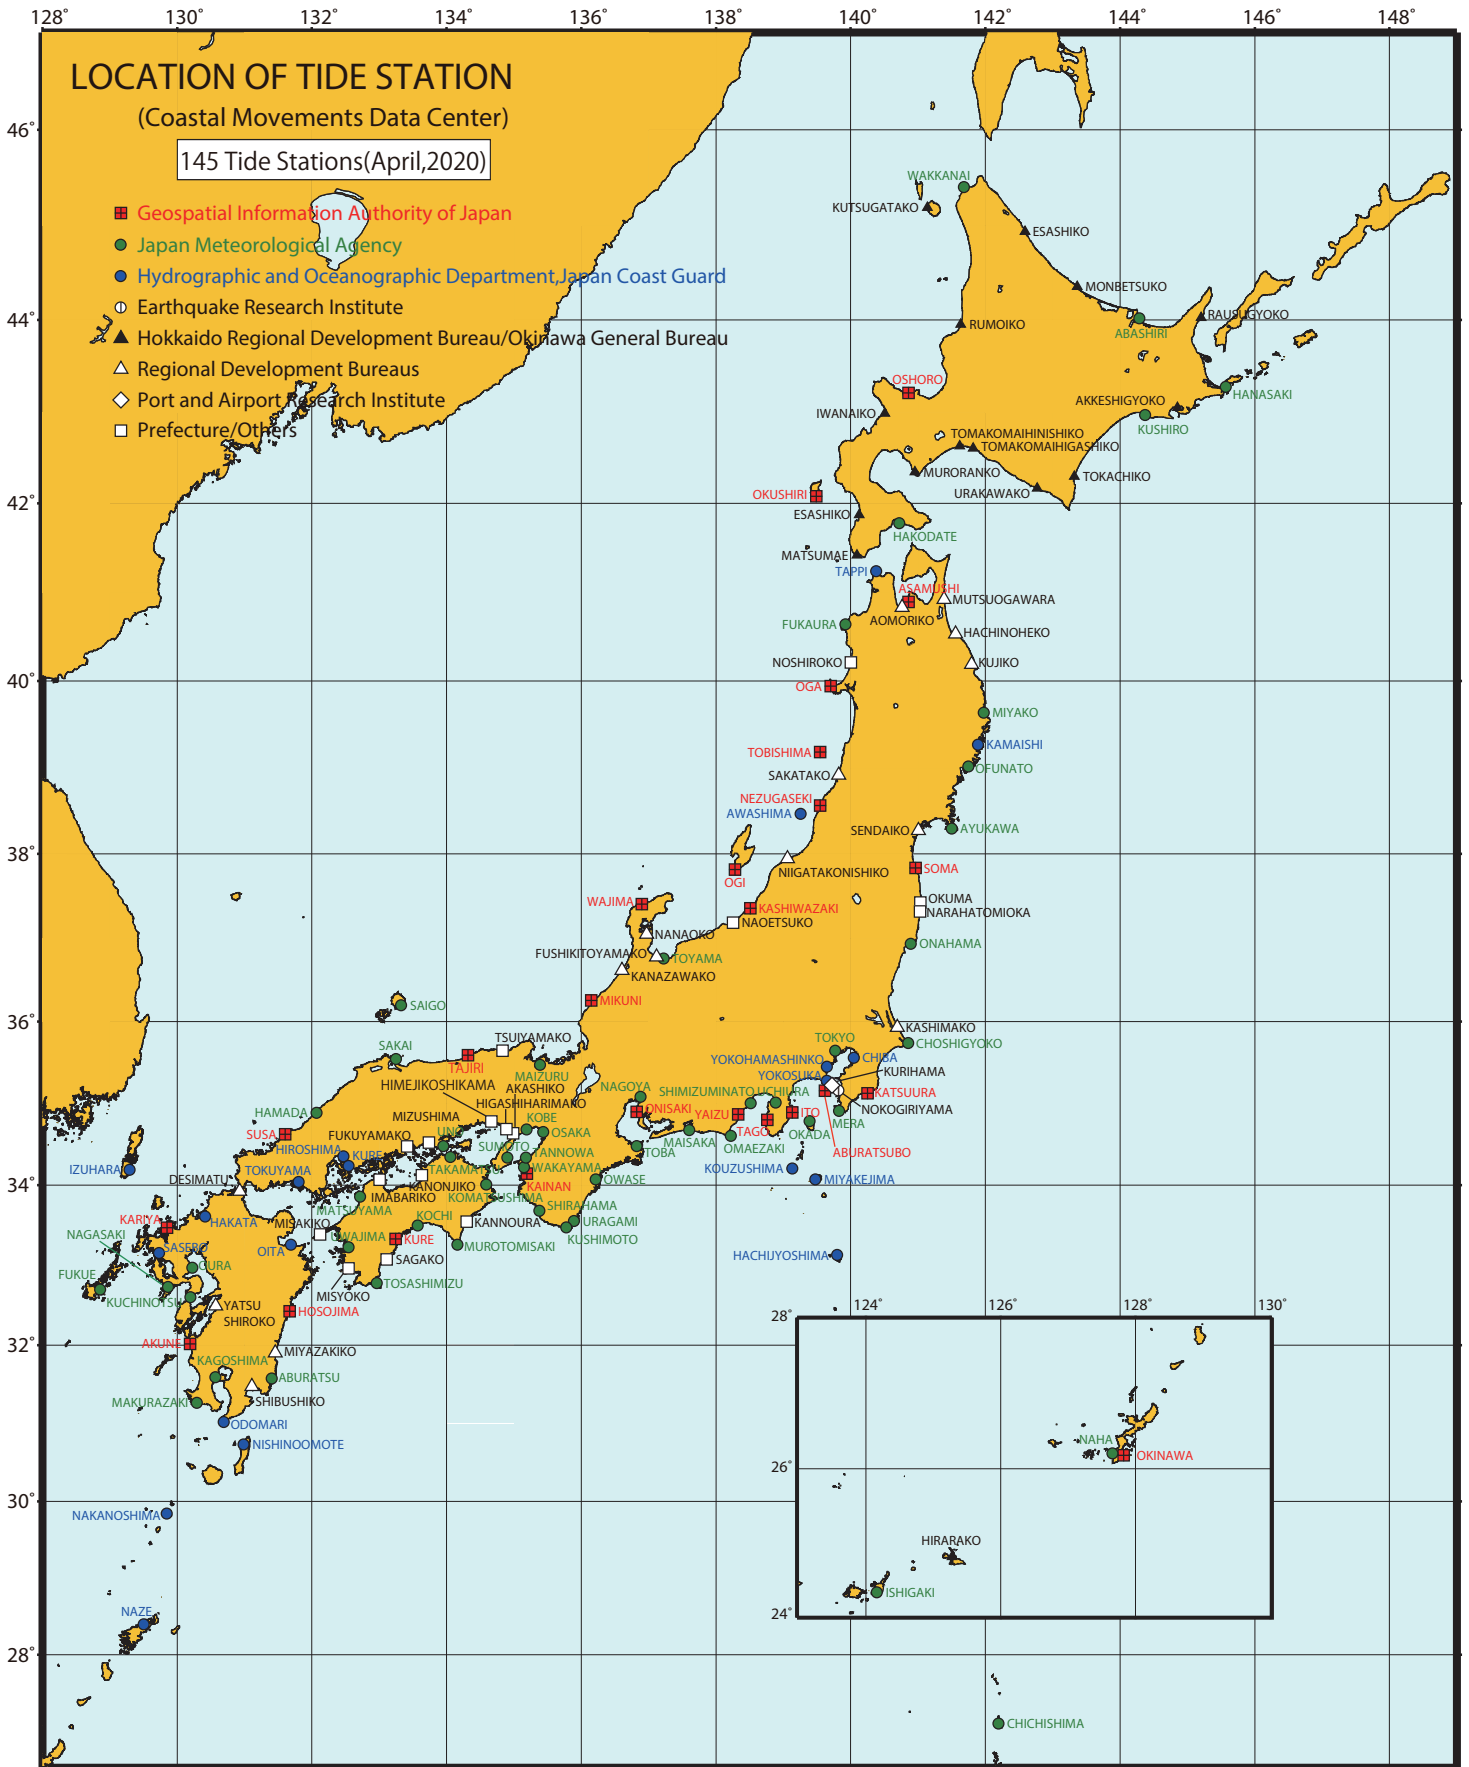 128° 130° 132° 134° 136° 138° 140° 142° 144° 146° 148°
LOCATION OF TIDE STATION
(Coastal Movements Data Center)
145 Tide Stations(April,2020)
Geospatial Information Authority of Japan
Japan Meteorological Agency
Hydrographic and Oceanographic Department,Japan Coast Guard
Earthquake Research Institute
Hokkaido Regional Development Bureau/Okinawa General Bureau
Regional Development Bureaus
Port and Airport Research Institute
Prefecture/Others
46°
44°
42°
40°
38°
36°
34°
32°
30°
28°
WAKKANAI
KUTSUGATAKO
ESASHIKO
MONBETSUKO
RAUSUGYOKO
RUMOIKO
ABASHIRI
OSHORO
HANASAKI
AKKESHIGYOKO
IWANAIKO
KUSHIRO
TOMAKOMAIHINISHIKO
TOMAKOMAIHIGASHIKO
MURORANKO
TOKACHIKO
URAKAWAKO
OKUSHIRI
ESASHIKO
HAKODATE
MATSUMAE
TAPPI
ASAMUSHI
MUTSUOGAWARA
AOMORIKO
FUKAURA
HACHINOHEKO
NOSHIROKO
KUJIKO
OGA
MIYAKO
KAMAISHI
TOBISHIMA
OFUNATO
SAKATAKO
NEZUGASEKI
AWASHIMA
SENDAIKO
AYUKAWA
SOMA
NIIGATAKONISHIKO
OGI
WAJIMA
OKUMA
NARAHATOMIOKA
KASHIWAZAKI
NAOETSUKO
NANAOKO
ONAHAMA
FUSHIKITOYAMAKO
TOYAMA
KANAZAWAKO
MIKUNI
SAIGO
KASHIMAKO
CHOSHIGYOKO
TSUIYAMAKO
TOKYO
SAKAI
TAJIRI
MAIZURU
YOKOHAMASHINKO
CHIBA
YOKOSUKA
KURIHAMA
HIMEJIKOSHIKAMA
AKASHIKO
NAGOYA
SHIMIZUMINATO
UCHIURA
KATSUURA
HIGASHIHARIMAKO
HAMADA
MIZUSHIMA
KOBE
ONISAKI
YAIZU
ITO
NOKOGIRIYAMA
SUSA
FUKUYAMAKO
UNO
OSAKA
TAGO
OKADA
MERA
HIROSHIMA
KURE
SUMOTO
TANNOWA
TOBA
MAISAKA
OMAEZAKI
ABURATSUBO
IZUHARA
TOKUYAMA
TAKAMATSU
WAKAYAMA
KOUZUSHIMA
DESIMATU
KANONJIKO
KAINAN
OWASE
MIYAKEJIMA
IMABARIKO
KOMATSUSHIMA
MATSUYAMA
SHIRAHAMA
KARIYA
HAKATA
MISAKIKO
KOCHI
KANNOURA
URAGAMI
NAGASAKI
UWAJIMA
KURE
KUSHIMOTO
SASEBO
OITA
MUROTOMISAKI
HACHIJYOSHIMA
OURA
SAGAKO
FUKUE
TOSASHIMIZU
MISYOKO
KUCHINOTSU
YATSU
SHIROKO
HOSOJIMA
AKUNE
MIYAZAKIKO
KAGOSHIMA
ABURATSU
MAKURAZAKI
SHIBUSHIKO
ODOMARI
NISHINOOMOTE
NAKANOSHIMA
NAZE
124° 126° 128° 130°
28°
26°
24°
NAHA
OKINAWA
HIRARAKO
ISHIGAKI
CHICHISHIMA